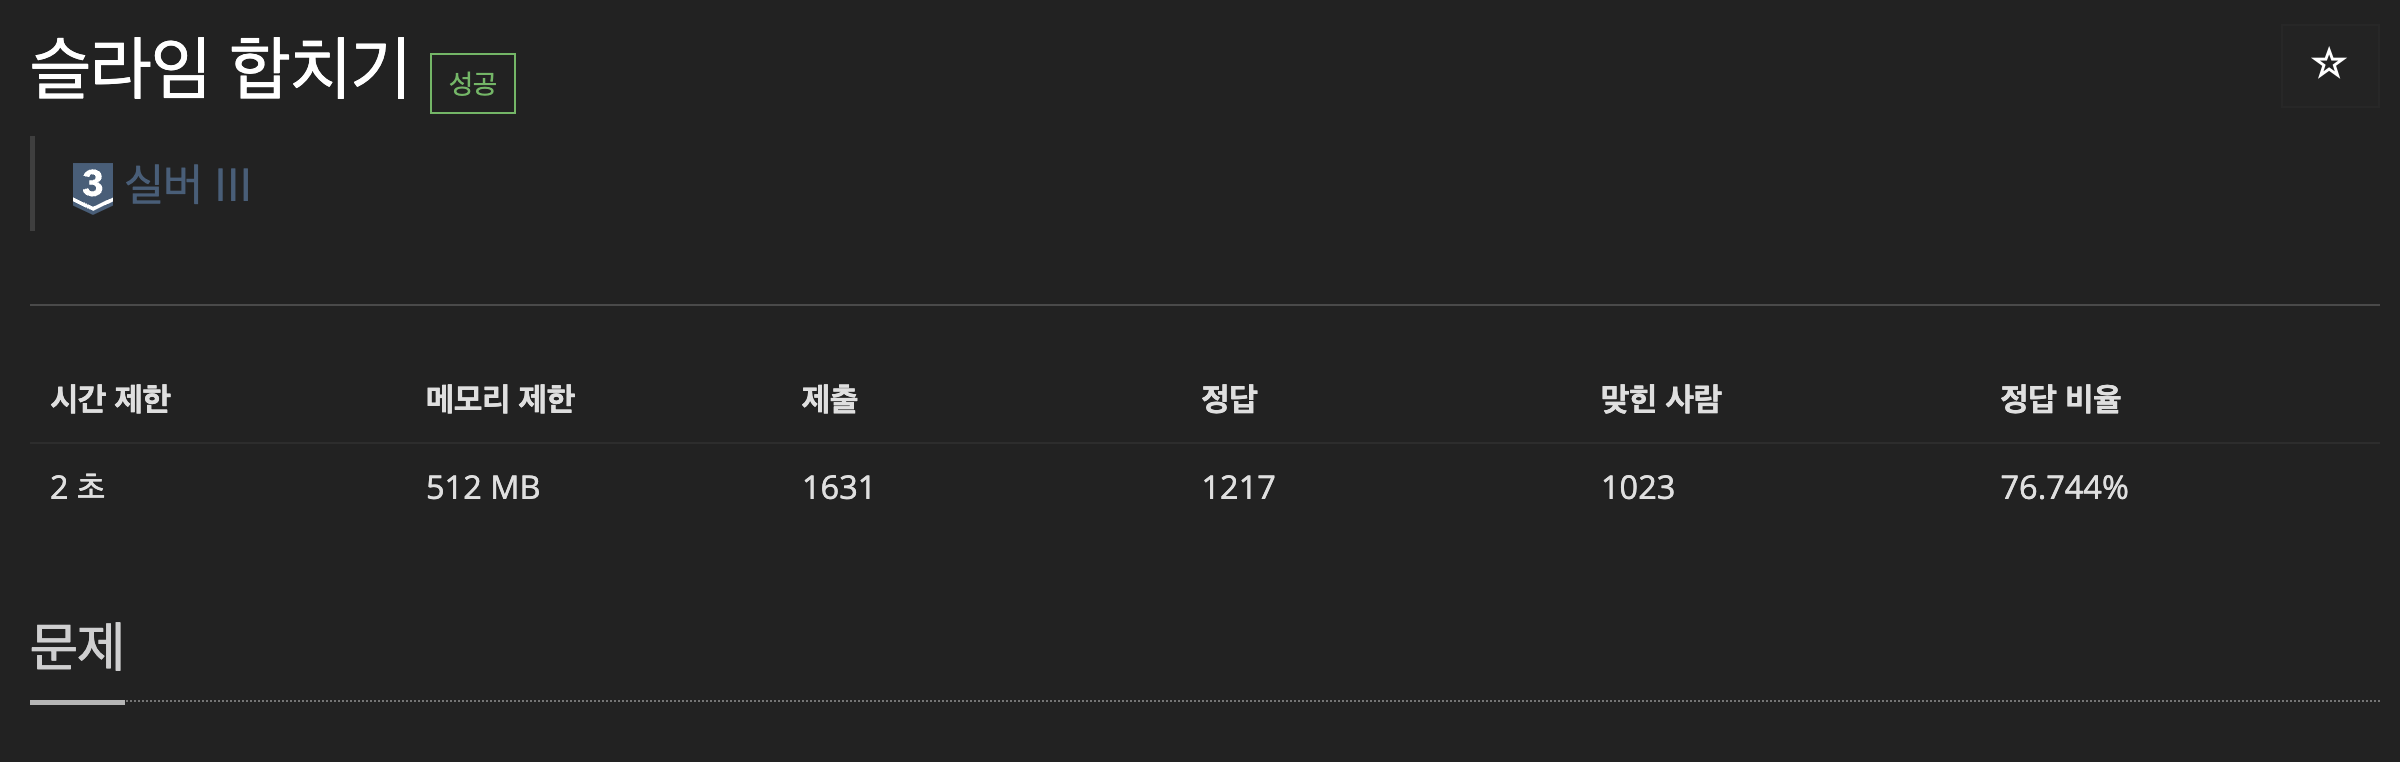 슬라임 합치기 성공
3 실버 III
시간 제한 메모리 제한 제출 정답 맞힌 사람 정답 비율
2 초 512 MB 1631 1217 1023 76.744%
문제